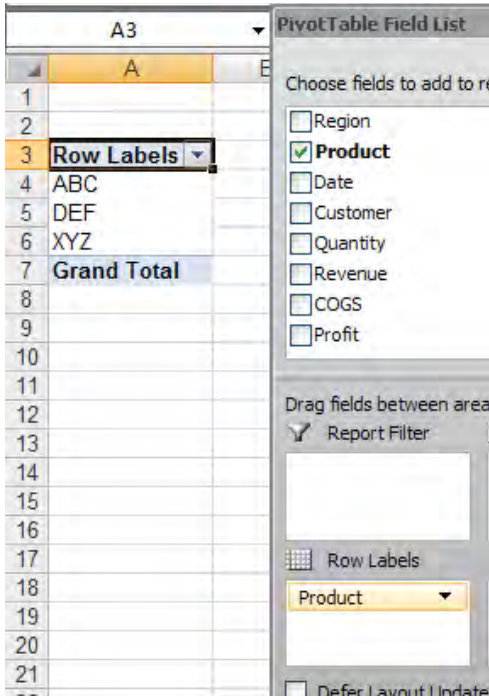 A3
PivotTable Field List
A
Choose fields to add to re
1
2
Region
3 Row Labels
Product
4 ABC
Date
5 DEF
Customer
6 XYZ
Quantity
7 Grand Total
Revenue
8
COGS
9
Profit
10
11
12
Drag fields between area
13
Report Filter
14
15
16
17
Row Labels
18
Product
19
20
21
Defer Layout Update